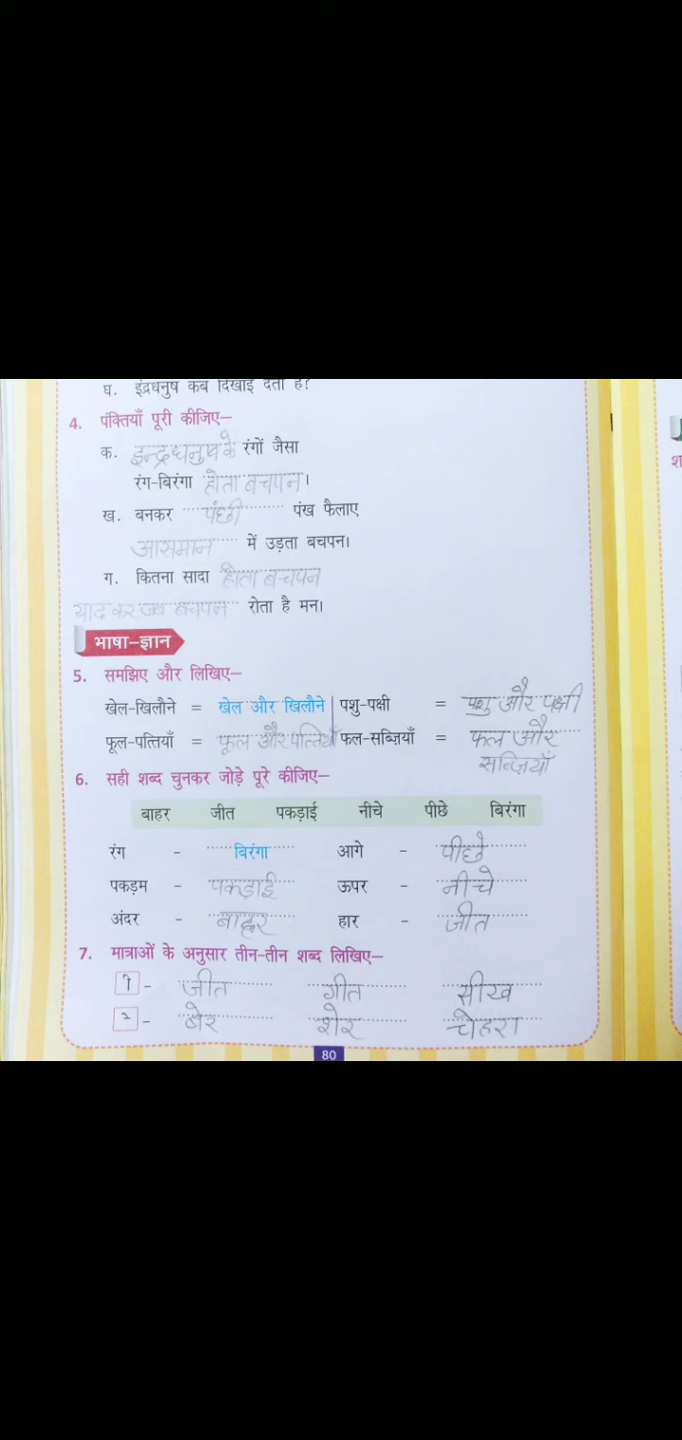 घ. इंद्रधनुष कब दिखाई देता है?
4. पंक्तियाँ पूरी कीजिए–
क. इन्द्रधनुष के रंगों जैसा
रंग-बिरंगा होता बचपन।
ख. बनकर पंछी पंख फैलाए
आसमान में उड़ता बचपन।
ग. कितना सादा होता बचपन
याद कर जब बचपन रोता है मन।
भाषा-ज्ञान
5. समझिए और लिखिए–
खेल-खिलौने = खेल और खिलौने पशु-पक्षी = पशु और पक्षी
फूल-पत्तियाँ = फूल और पत्तियाँ फल-सब्ज़ियाँ = फल और
सब्ज़ियाँ
6. सही शब्द चुनकर जोड़े पूरे कीजिए–
बाहर जीत पकड़ाई नीचे पीछे बिरंगा
रंग - बिरंगा आगे - पीछे
पकड़म - पकड़ाई ऊपर - नीचे
अंदर - बाहर हार - जीत
7. मात्राओं के अनुसार तीन-तीन शब्द लिखिए–
ी - जीत गीत सीख
े - बेर शेर चेहरा
80